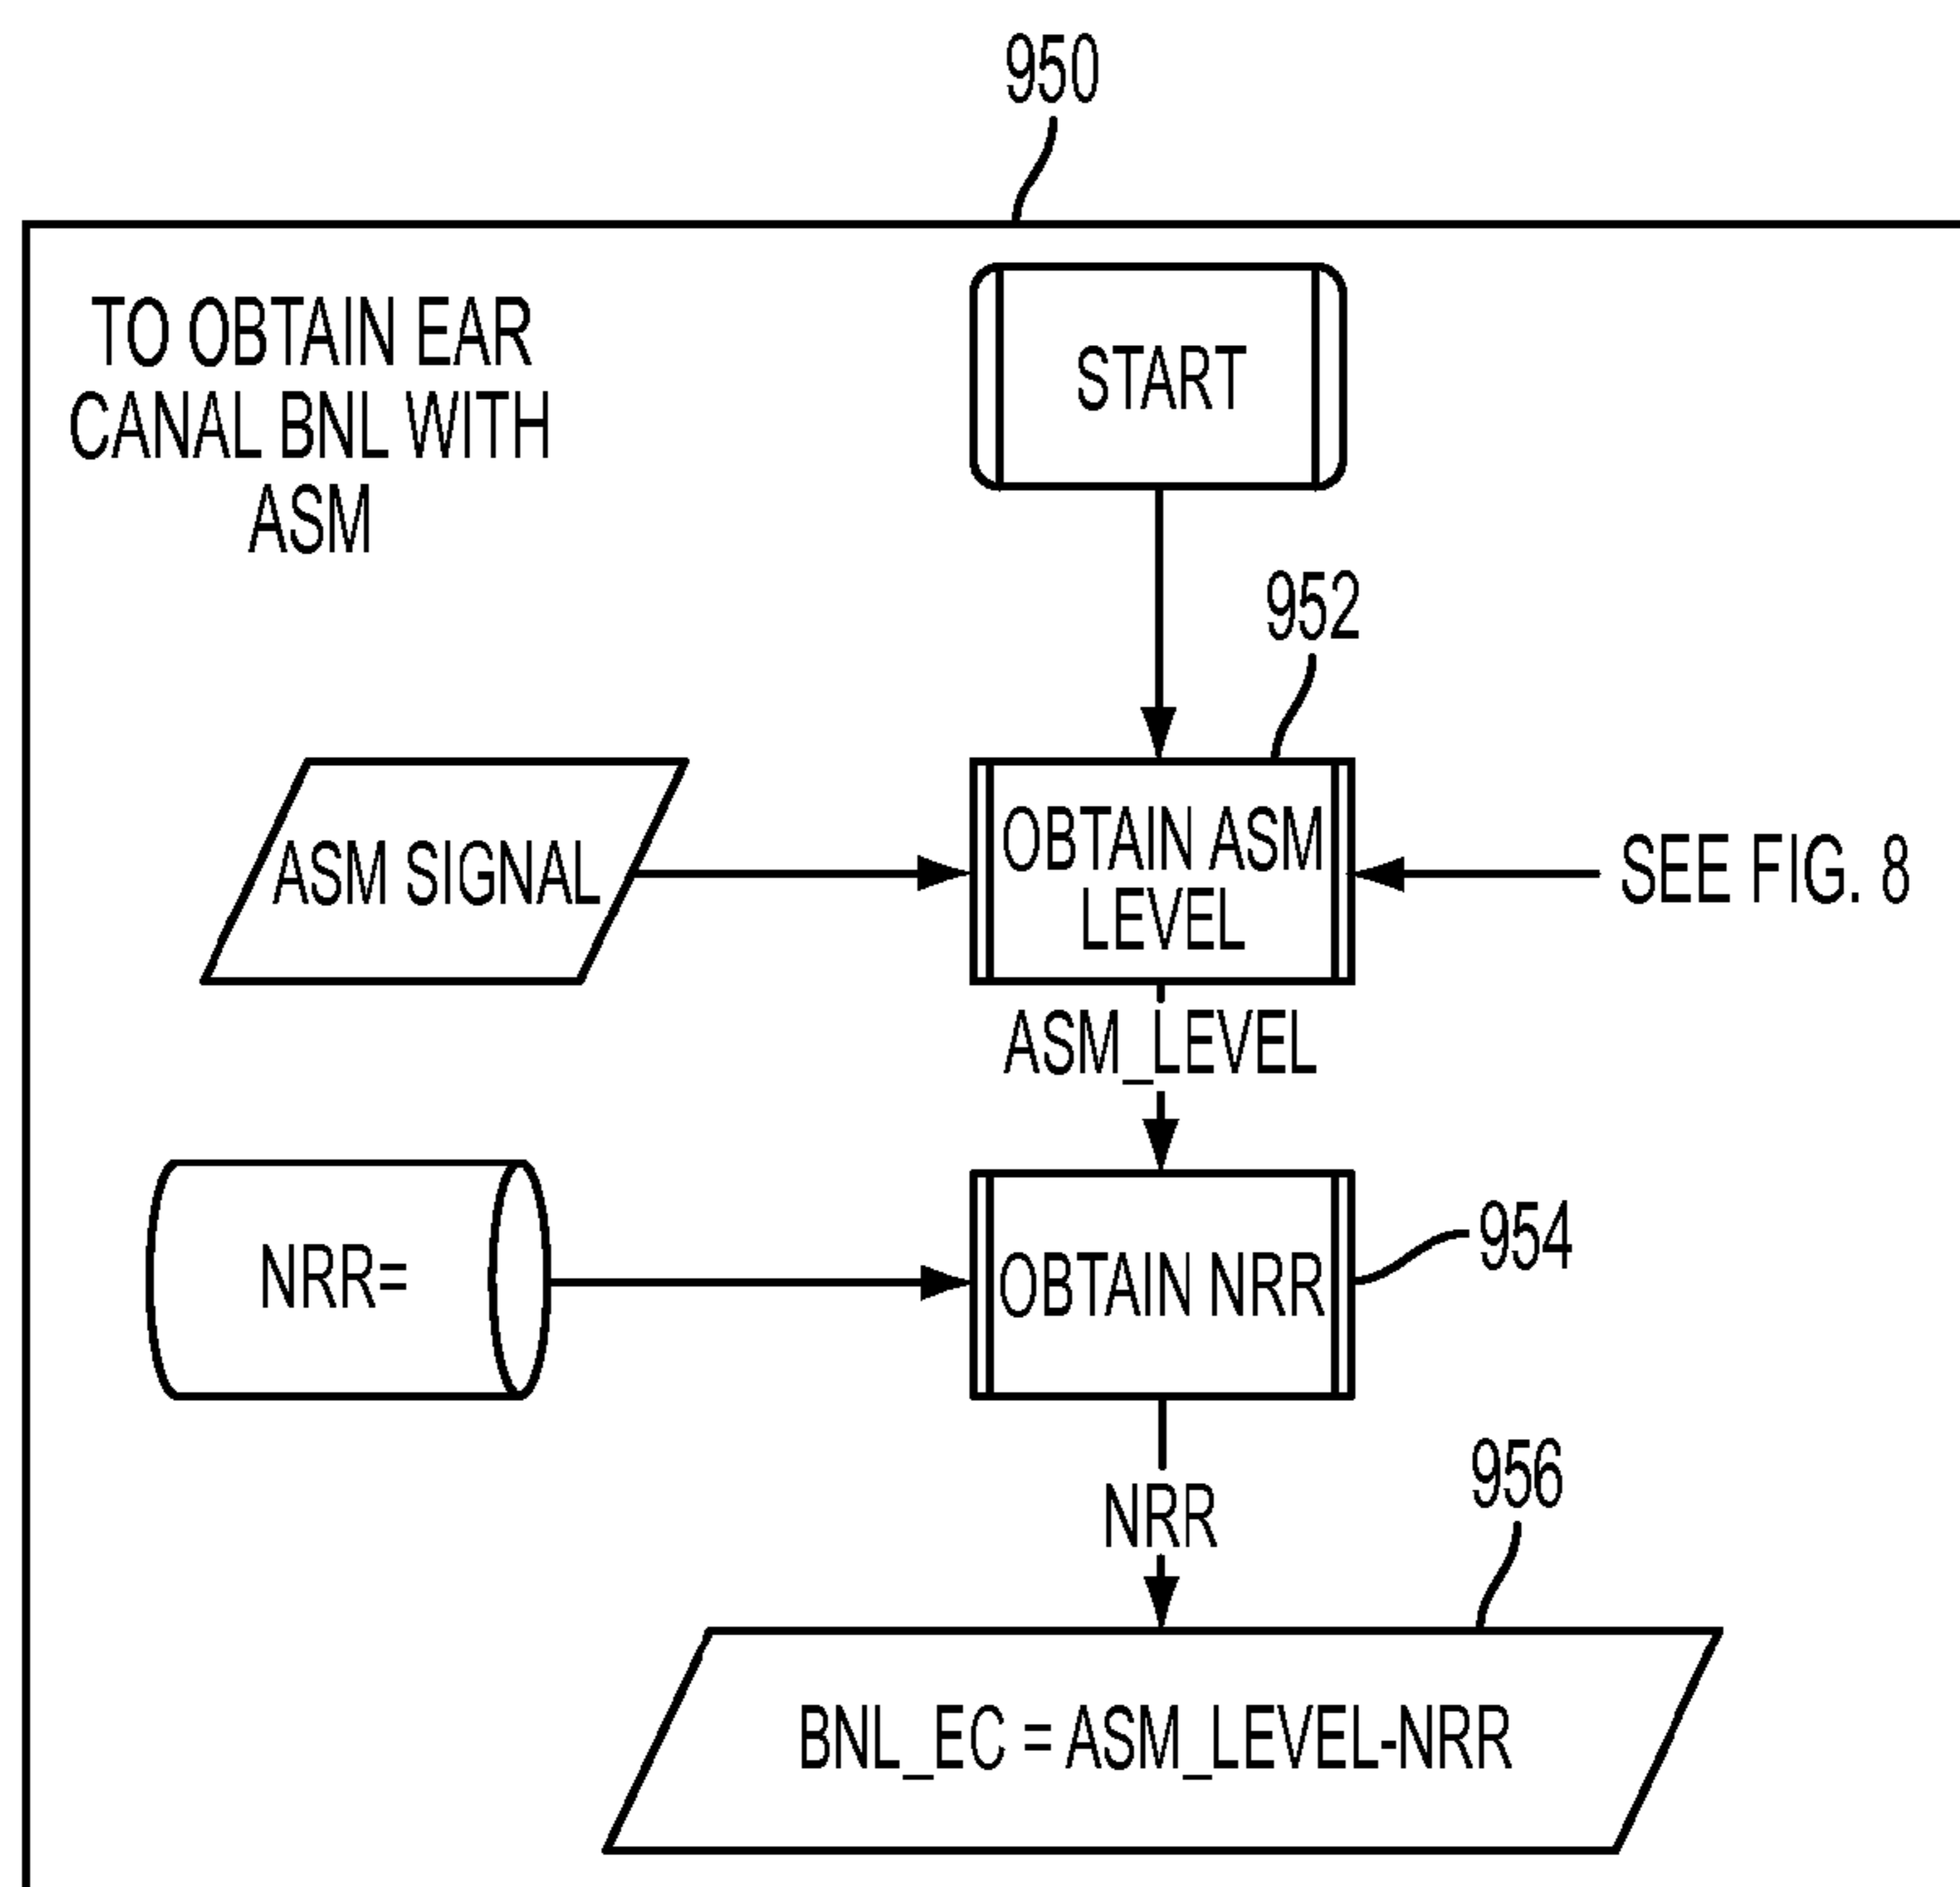 950
TO OBTAIN EAR
CANAL BNL WITH
ASM
START
952
ASM SIGNAL
OBTAIN ASM
LEVEL
SEE FIG. 8
ASM_LEVEL
NRR=
OBTAIN NRR
954
NRR
956
BNL_EC = ASM_LEVEL-NRR